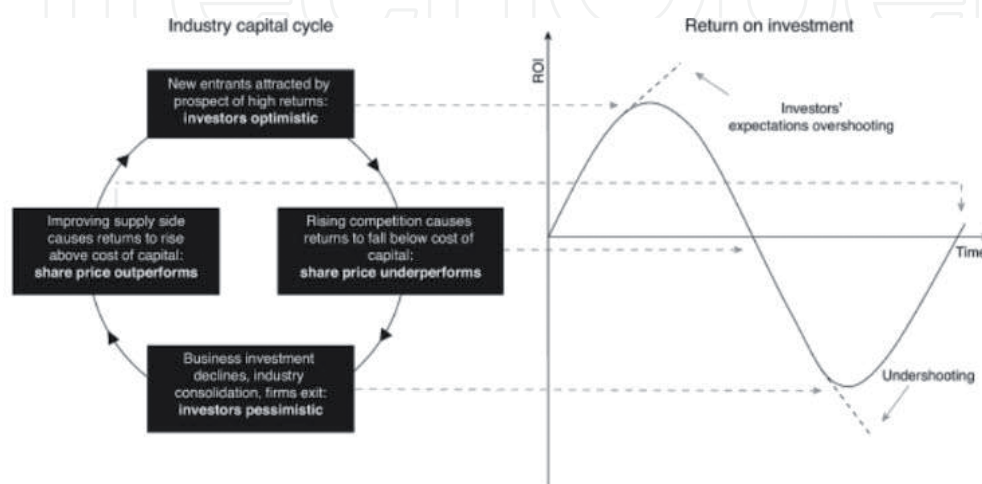 Industry capital cycle
New entrants attracted by
prospect of high returns:
investors optimistic
Improving supply side
causes returns to rise
above cost of capital:
share price outperforms
Rising competition causes
returns to fall below cost of
capital:
share price underperforms
Business investment
declines, industry
consolidation, firms exit:
investors pessimistic
Return on investment
ROI
Investors'
expectations overshooting
Time
Undershooting